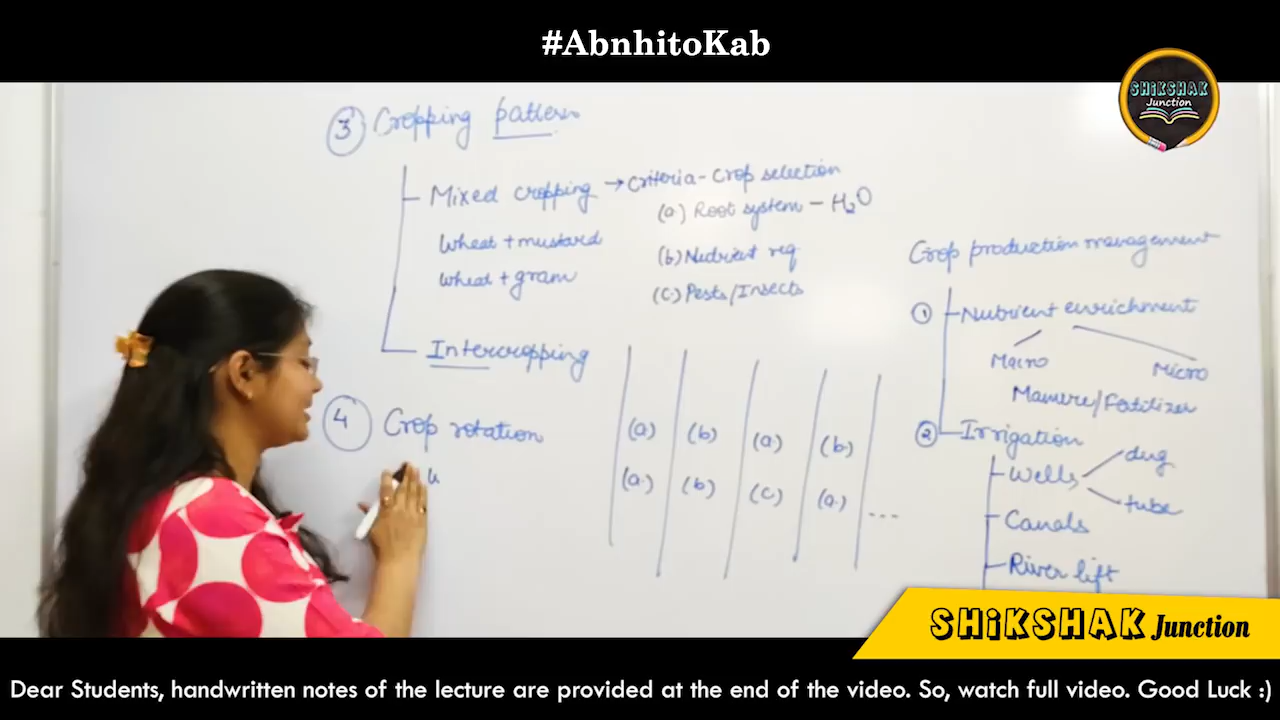 #AbnhitoKab
SHiKSHAK
Junction
3 Cropping pattern
Mixed cropping → Criteria - Crop selection
(a) Root system - H2O
Wheat + mustard
(b) Nutrient req
Wheat + gram
(c) Pests/Insects
Intercropping
4 Crop rotation
(a) (b) (a) (b)
(a) (b) (c) (a) ...
Crop production management
1 Nutrient enrichment
Macro Micro
Manure/Fertilizer
2 Irrigation
Wells dug
tube
Canals
River lift
SHiKSHAK Junction
Dear Students, handwritten notes of the lecture are provided at the end of the video. So, watch full video. Good Luck :)